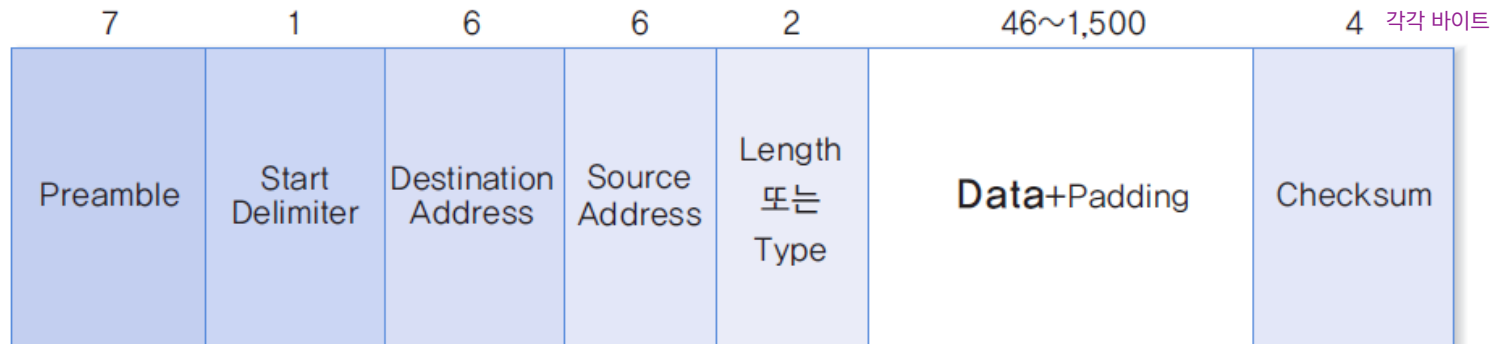 7 1 6 6 2 46~1,500 4 각각 바이트
Preamble
Start
Delimiter
Destination
Address
Source
Address
Length
또는
Type
Data+Padding
Checksum